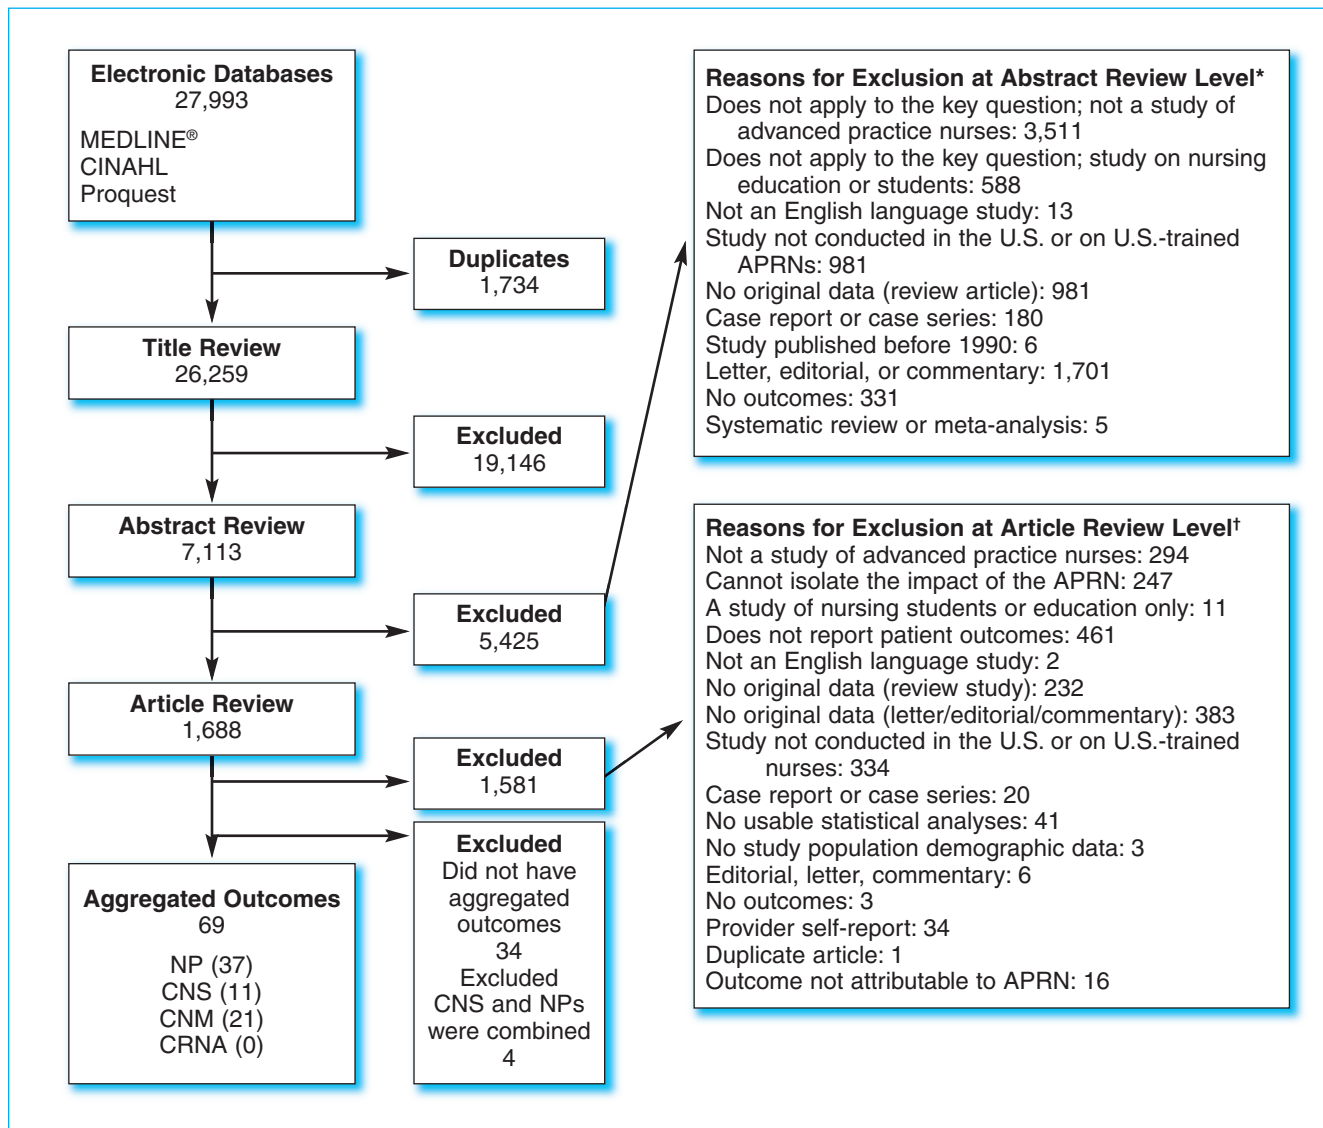 Electronic Databases
27,993
MEDLINE®
CINAHL
Proquest
Duplicates
1,734
Title Review
26,259
Excluded
19,146
Abstract Review
7,113
Excluded
5,425
Article Review
1,688
Excluded
1,581
Excluded
Did not have
aggregated
outcomes
34
Excluded
CNS and NPs
were combined
4
Aggregated Outcomes
69
NP (37)
CNS (11)
CNM (21)
CRNA (0)
Reasons for Exclusion at Abstract Review Level*
Does not apply to the key question; not a study of
advanced practice nurses: 3,511
Does not apply to the key question; study on nursing
education or students: 588
Not an English language study: 13
Study not conducted in the U.S. or on U.S.-trained
APRNs: 981
No original data (review article): 981
Case report or case series: 180
Study published before 1990: 6
Letter, editorial, or commentary: 1,701
No outcomes: 331
Systematic review or meta-analysis: 5
Reasons for Exclusion at Article Review Level†
Not a study of advanced practice nurses: 294
Cannot isolate the impact of the APRN: 247
A study of nursing students or education only: 11
Does not report patient outcomes: 461
Not an English language study: 2
No original data (review study): 232
No original data (letter/editorial/commentary): 383
Study not conducted in the U.S. or on U.S.-trained
nurses: 334
Case report or case series: 20
No usable statistical analyses: 41
No study population demographic data: 3
Editorial, letter, commentary: 6
No outcomes: 3
Provider self-report: 34
Duplicate article: 1
Outcome not attributable to APRN: 16